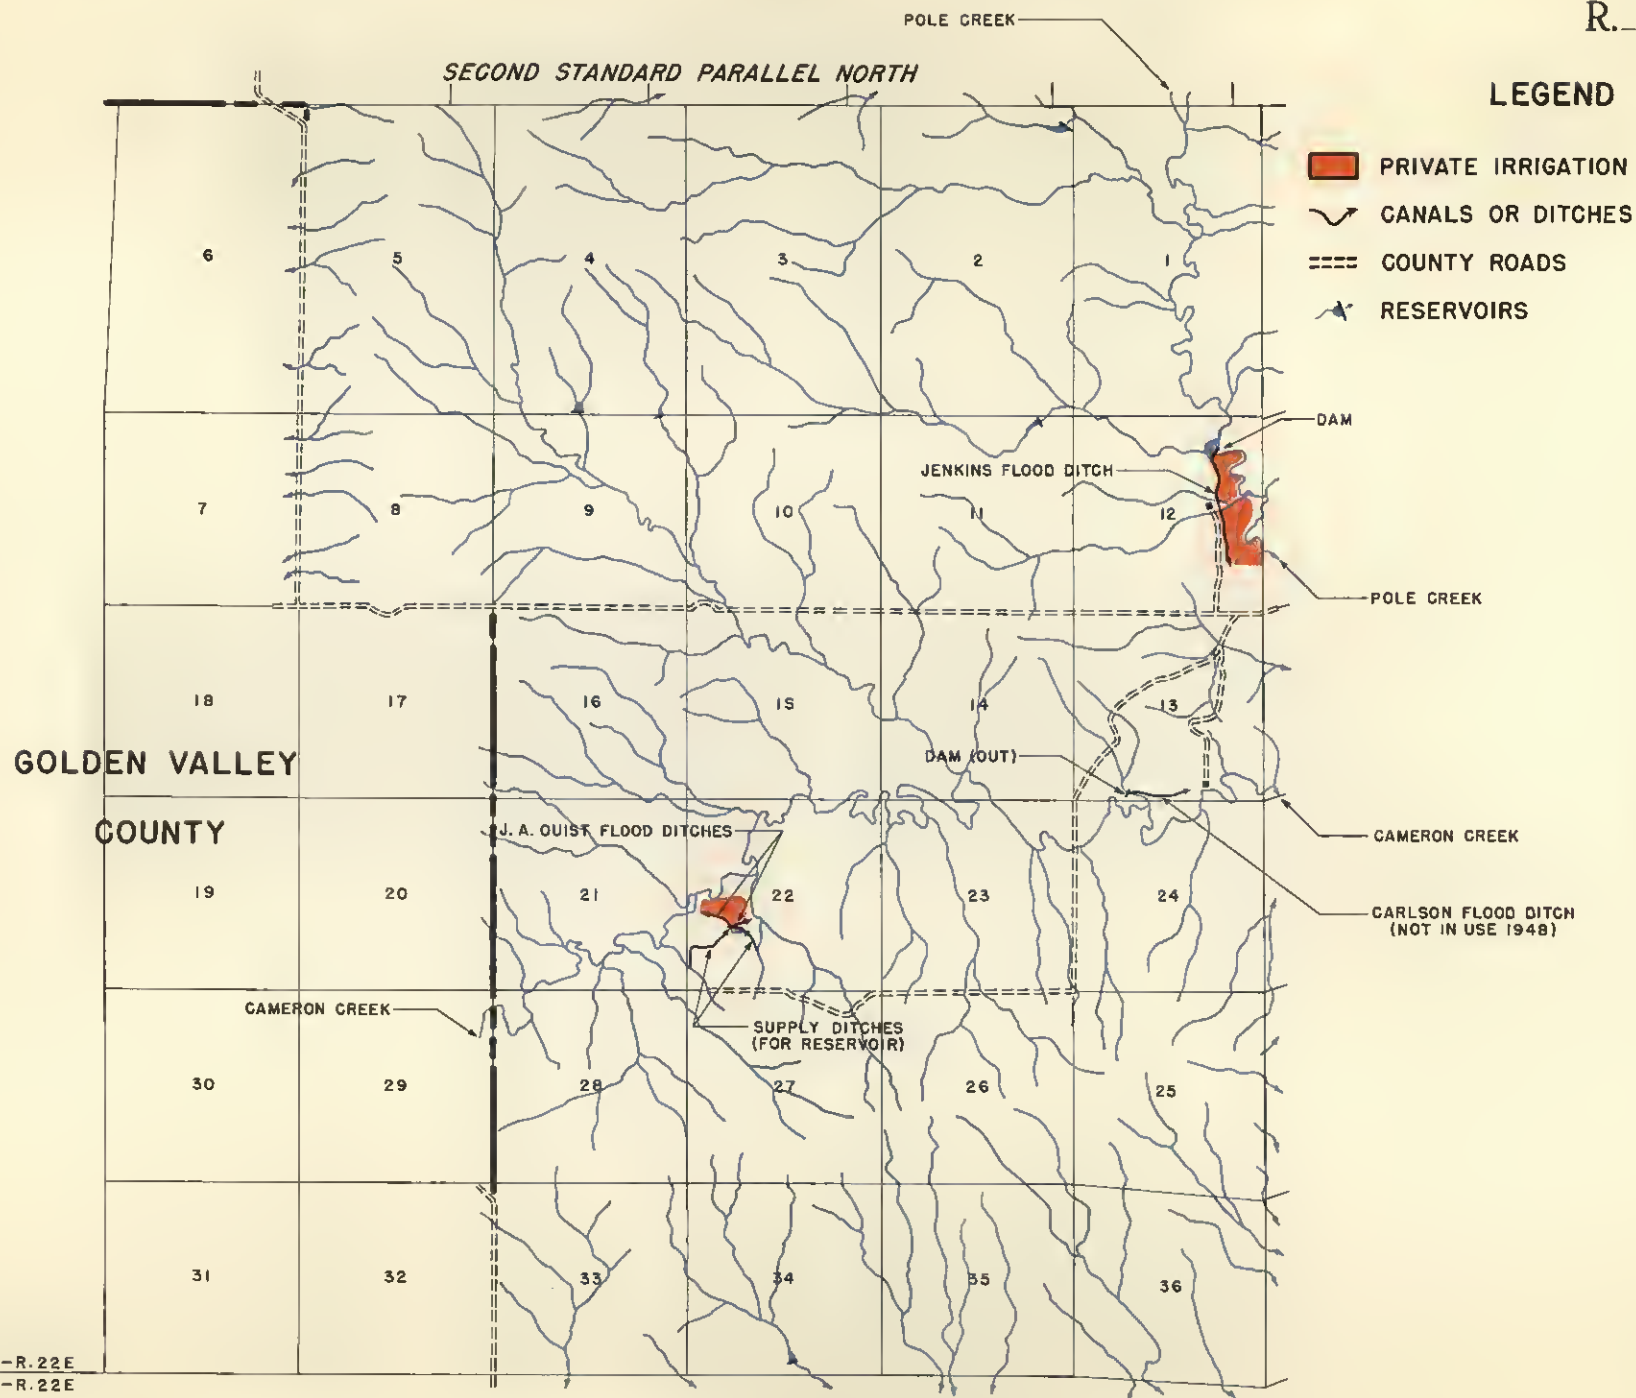 POLE CREEK
R.
SECOND STANDARD PARALLEL NORTH
LEGEND
PRIVATE IRRIGATION
CANALS OR DITCHES
COUNTY ROADS
RESERVOIRS
6 5 4 3 2 1
DAM
JENKINS FLOOD DITCH
7 8 9 10 11 12
POLE CREEK
18 17 16 15 14 13
GOLDEN VALLEY
COUNTY
DAM (OUT)
J. A. QUIST FLOOD DITCHES
CAMERON CREEK
19 20 21 22 23 24
CARLSON FLOOD DITCH
(NOT IN USE 1948)
CAMERON CREEK
SUPPLY DITCHES
(FOR RESERVOIR)
30 29 28 27 26 25
31 32 33 34 35 36
-R.22E
-R.22E